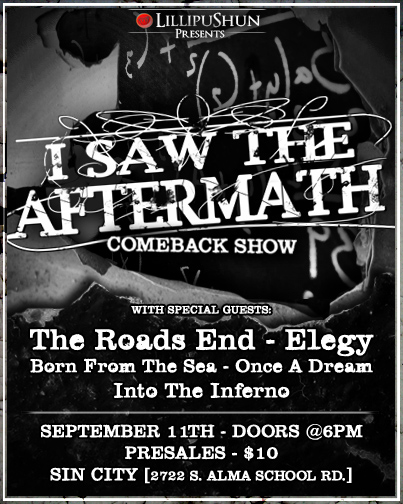 LILLIPUSHUN
PRESENTS
I SAW THE
AFTERMATH
COMEBACK SHOW
WITH SPECIAL GUESTS:
The Roads End - Elegy
Born From The Sea - Once A Dream
Into The Inferno
SEPTEMBER 11TH - DOORS @6PM
PRESALES - $10
SIN CITY [2722 S. ALMA SCHOOL RD.]